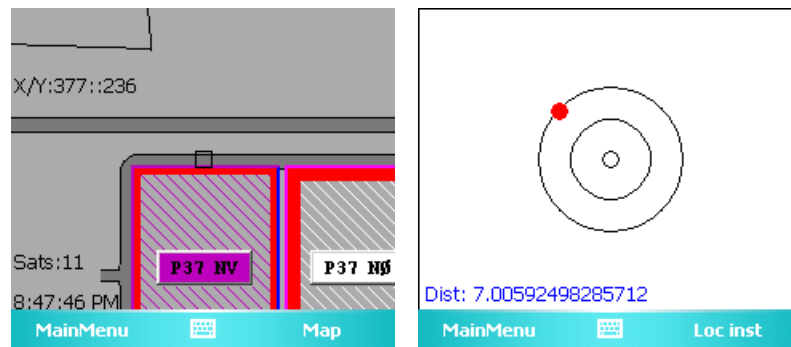 X/Y:377::236
Sats:11
P37 NV
P37 NØ
8:47:46 PM
MainMenu
Map
Dist: 7.00592498285712
MainMenu
Loc inst